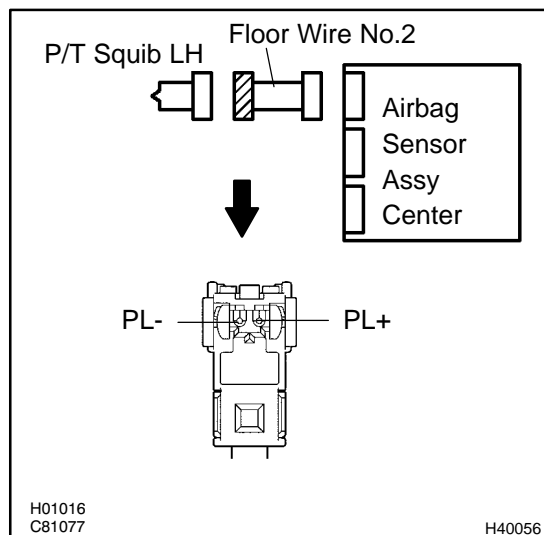 P/T Squib LH
Floor Wire No.2
Airbag
Sensor
Assy
Center
PL-
PL+
H01016
C81077
H40056